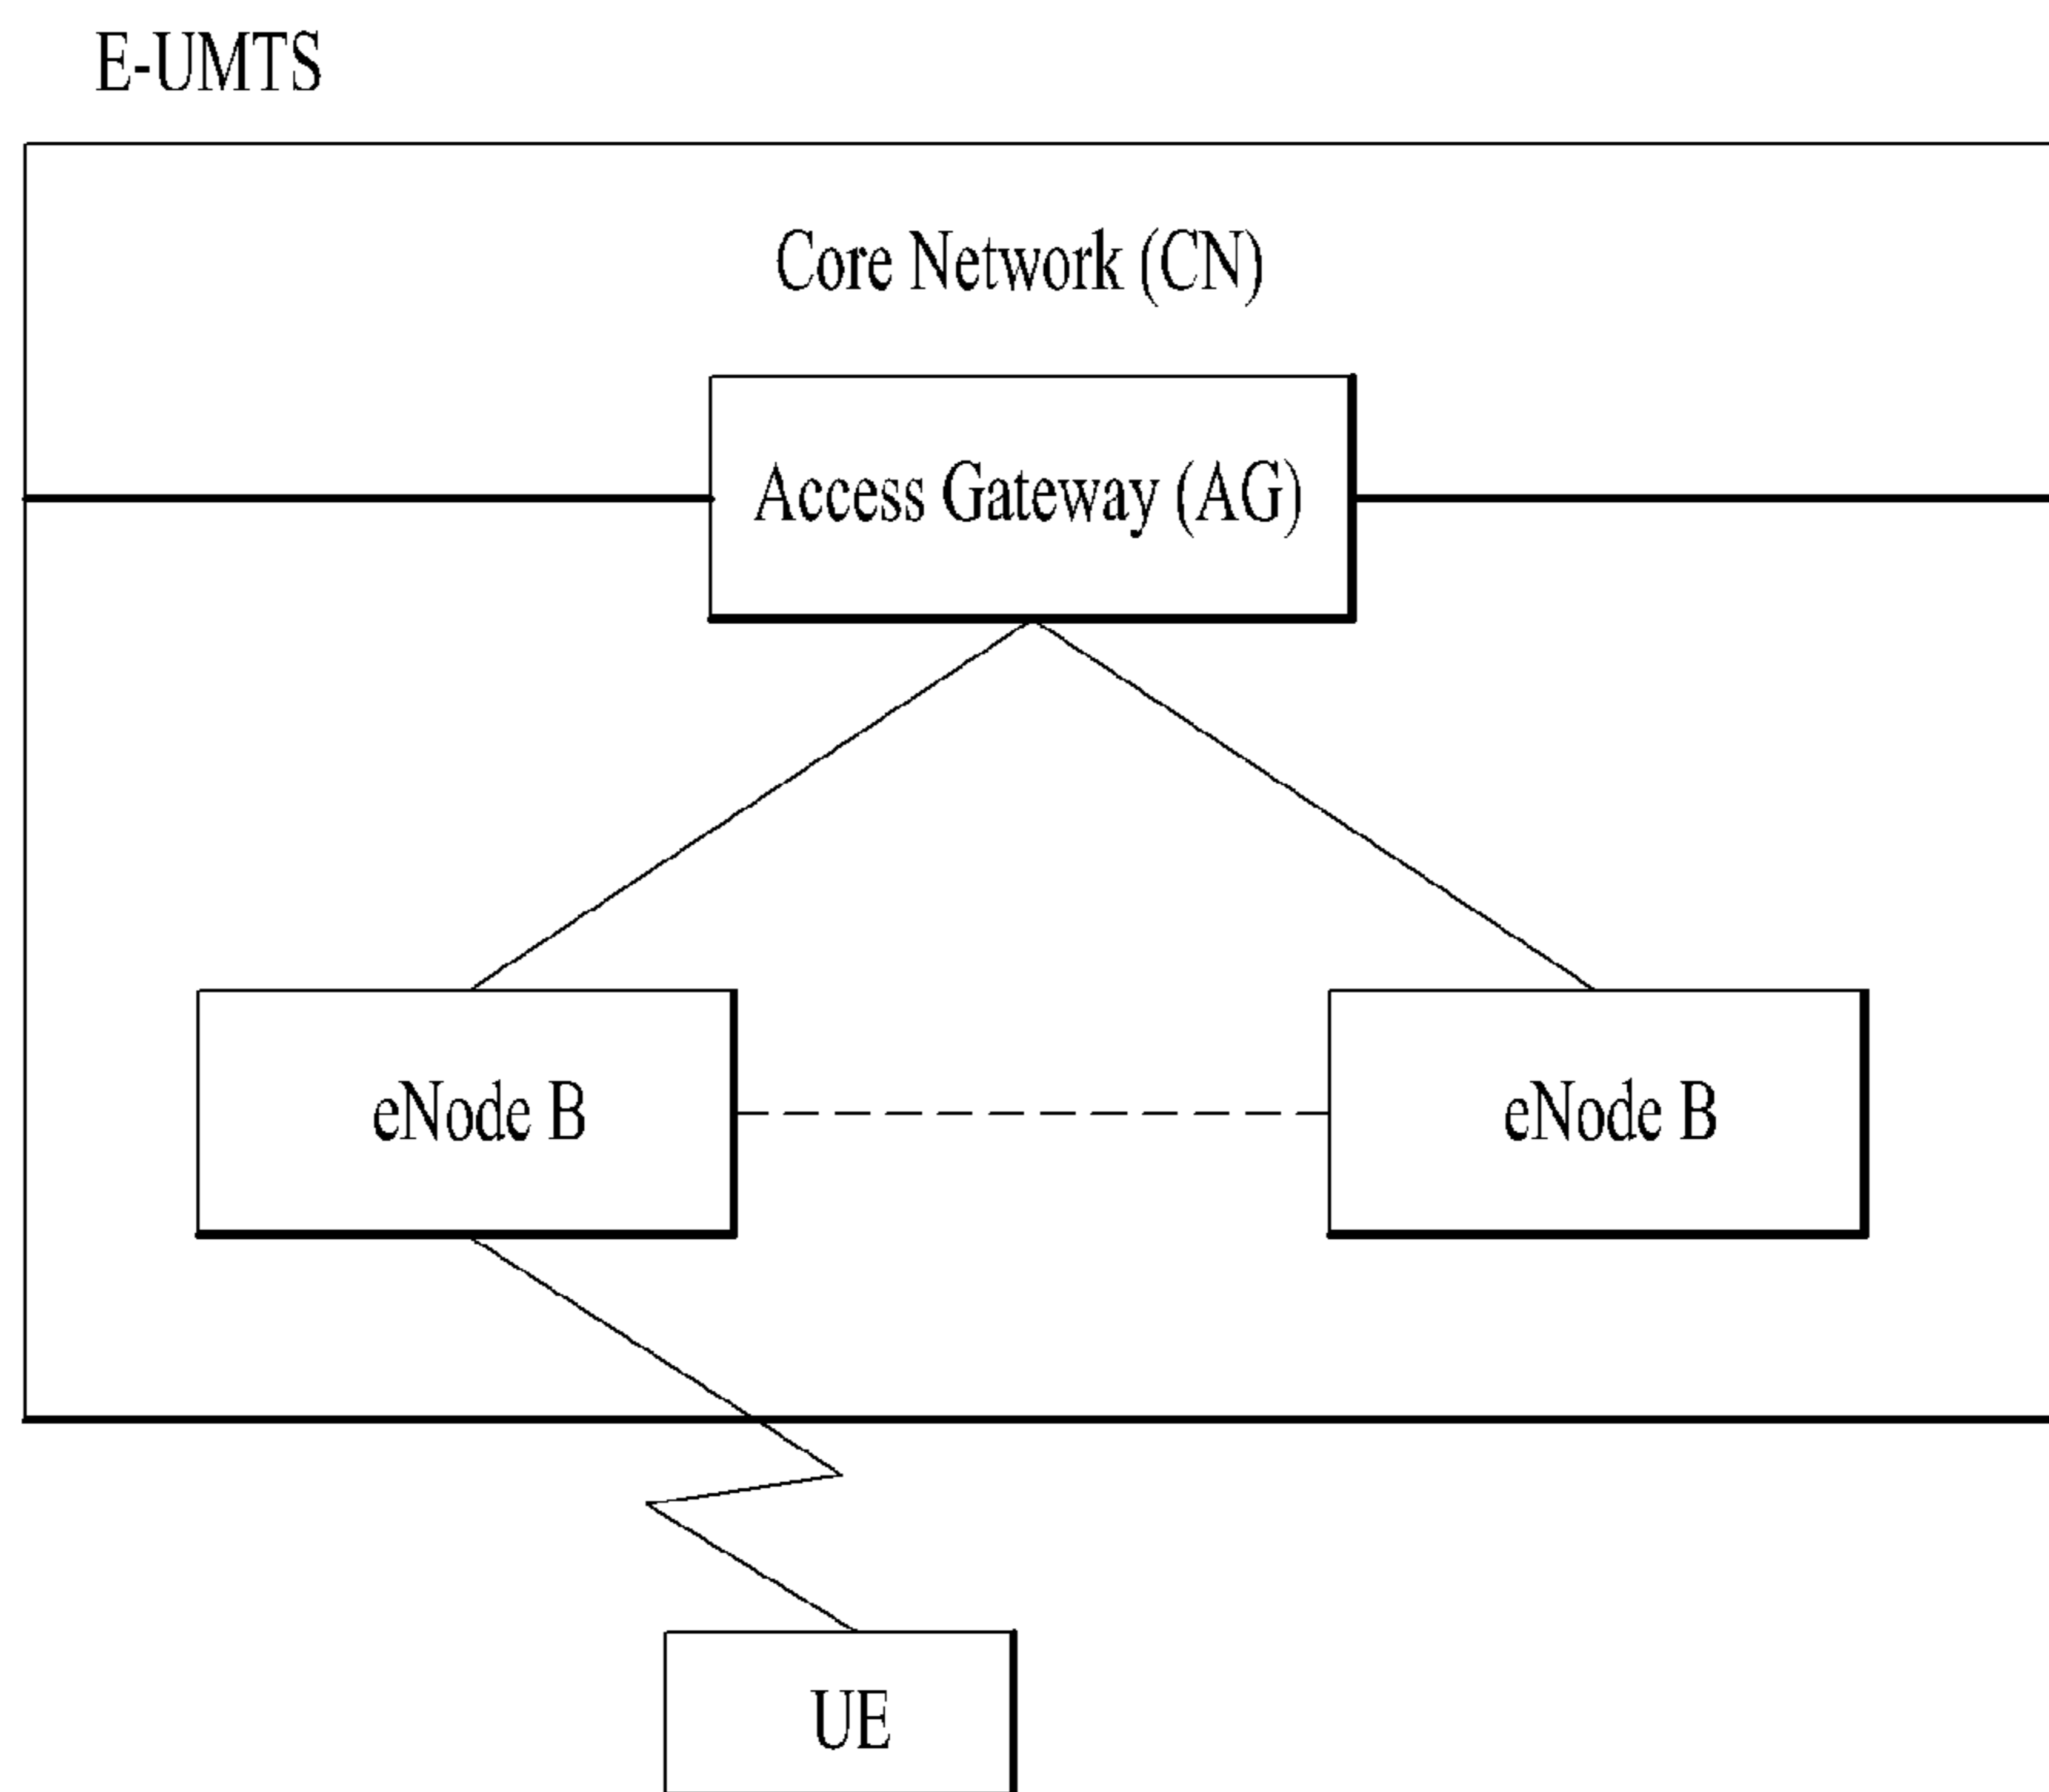 E-UMTS
Core Network (CN)
Access Gateway (AG)
eNode B
eNode B
UE